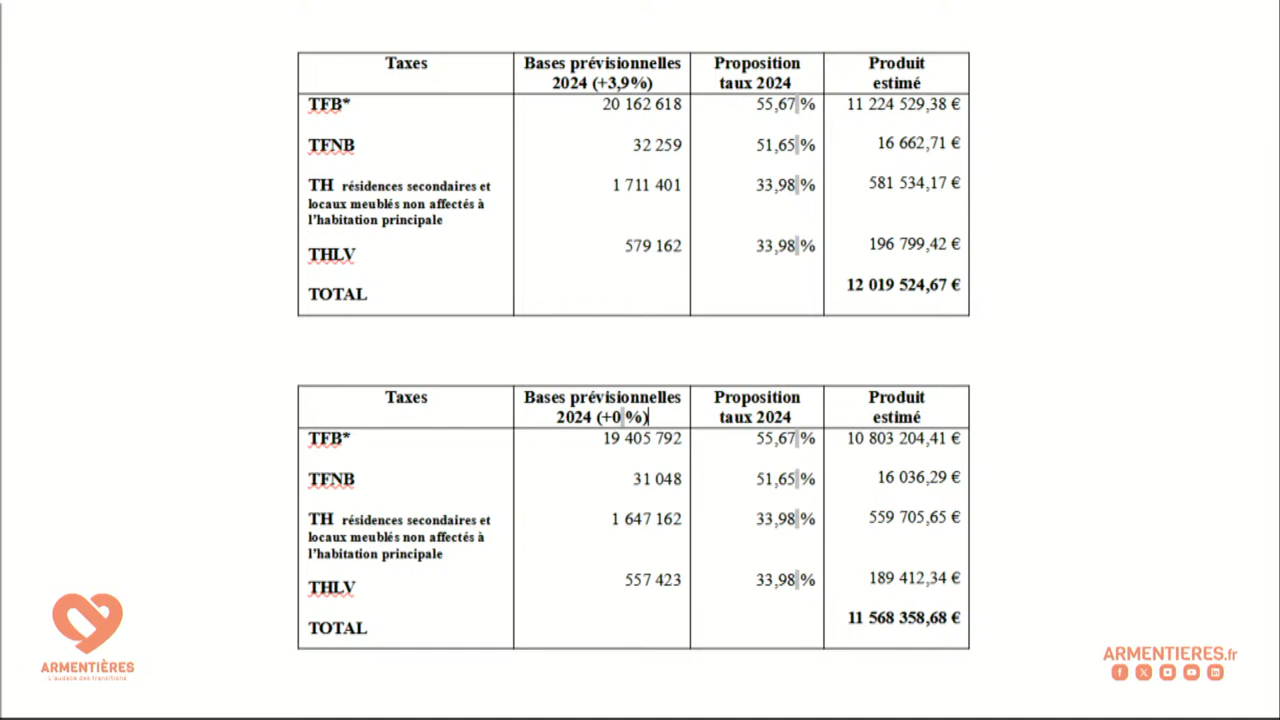 Taxes Bases prévisionnelles 2024 (+3,9%) Proposition taux 2024 Produit estimé
TFB* 20 162 618 55,67 % 11 224 529,38 €
TFNB 32 259 51,65 % 16 662,71 €
TH résidences secondaires et 1 711 401 33,98 % 581 534,17 €
locaux meublés non affectés à
l'habitation principale
THLV 579 162 33,98 % 196 799,42 €
TOTAL 12 019 524,67 €
Taxes Bases prévisionnelles 2024 (+0 %) Proposition taux 2024 Produit estimé
TFB* 19 405 792 55,67 % 10 803 204,41 €
TFNB 31 048 51,65 % 16 036,29 €
TH résidences secondaires et 1 647 162 33,98 % 559 705,65 €
locaux meublés non affectés à
l'habitation principale
THLV 557 423 33,98 % 189 412,34 €
TOTAL 11 568 358,68 €
ARMENTIÈRES
L'audace des transitions
ARMENTIERES.fr